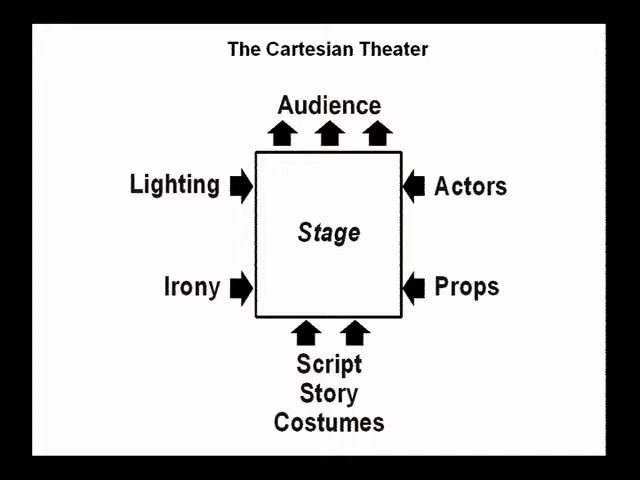 The Cartesian Theater
Audience
Lighting
Actors
Stage
Irony
Props
Script
Story
Costumes